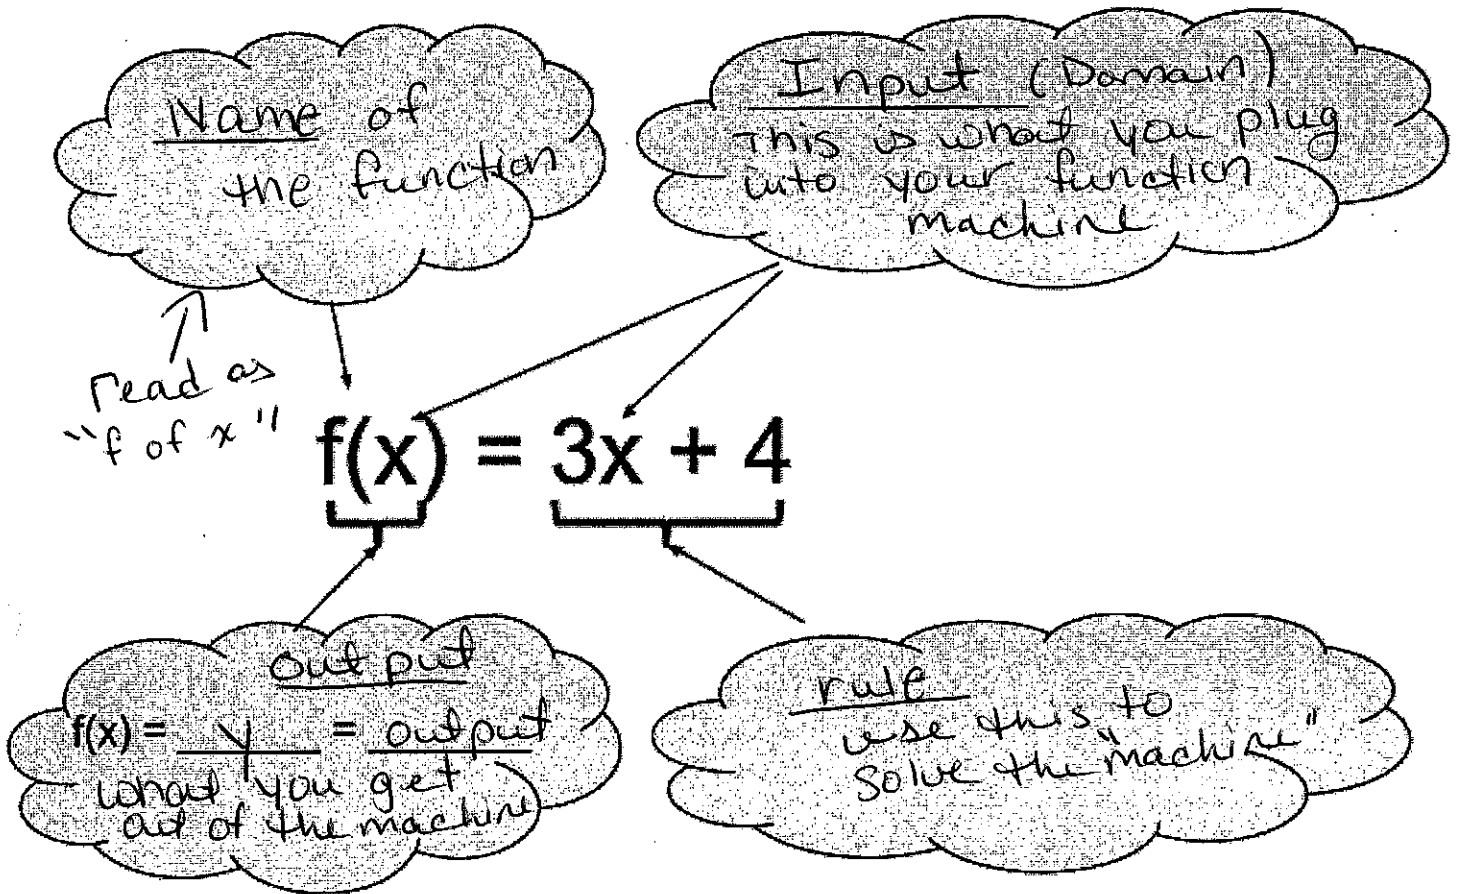 Name of
the function
Input (Domain)
This is what you plug
into your function
machine
read as
"f of x"
f(x) = 3x + 4
output
f(x) = y = output
what you get
out of the machine
rule
use this to
solve the "machine"